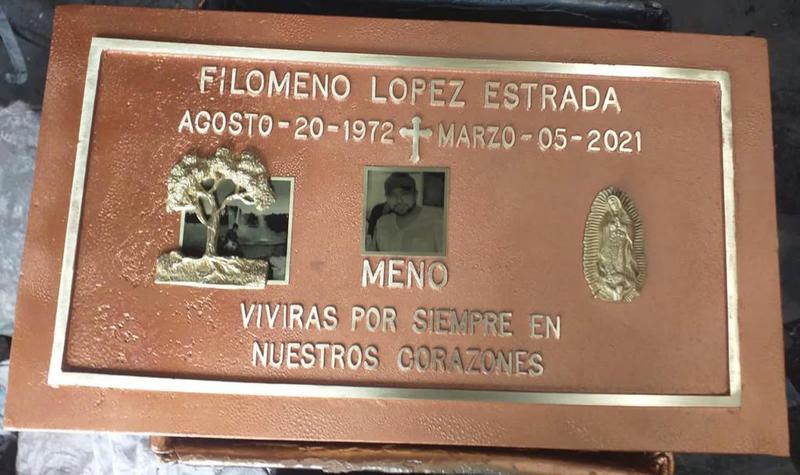 FILOMENO LOPEZ ESTRADA
AGOSTO-20-1972 MARZO-05-2021
MENO
VIVIRAS POR SIEMPRE EN
NUESTROS CORAZONES